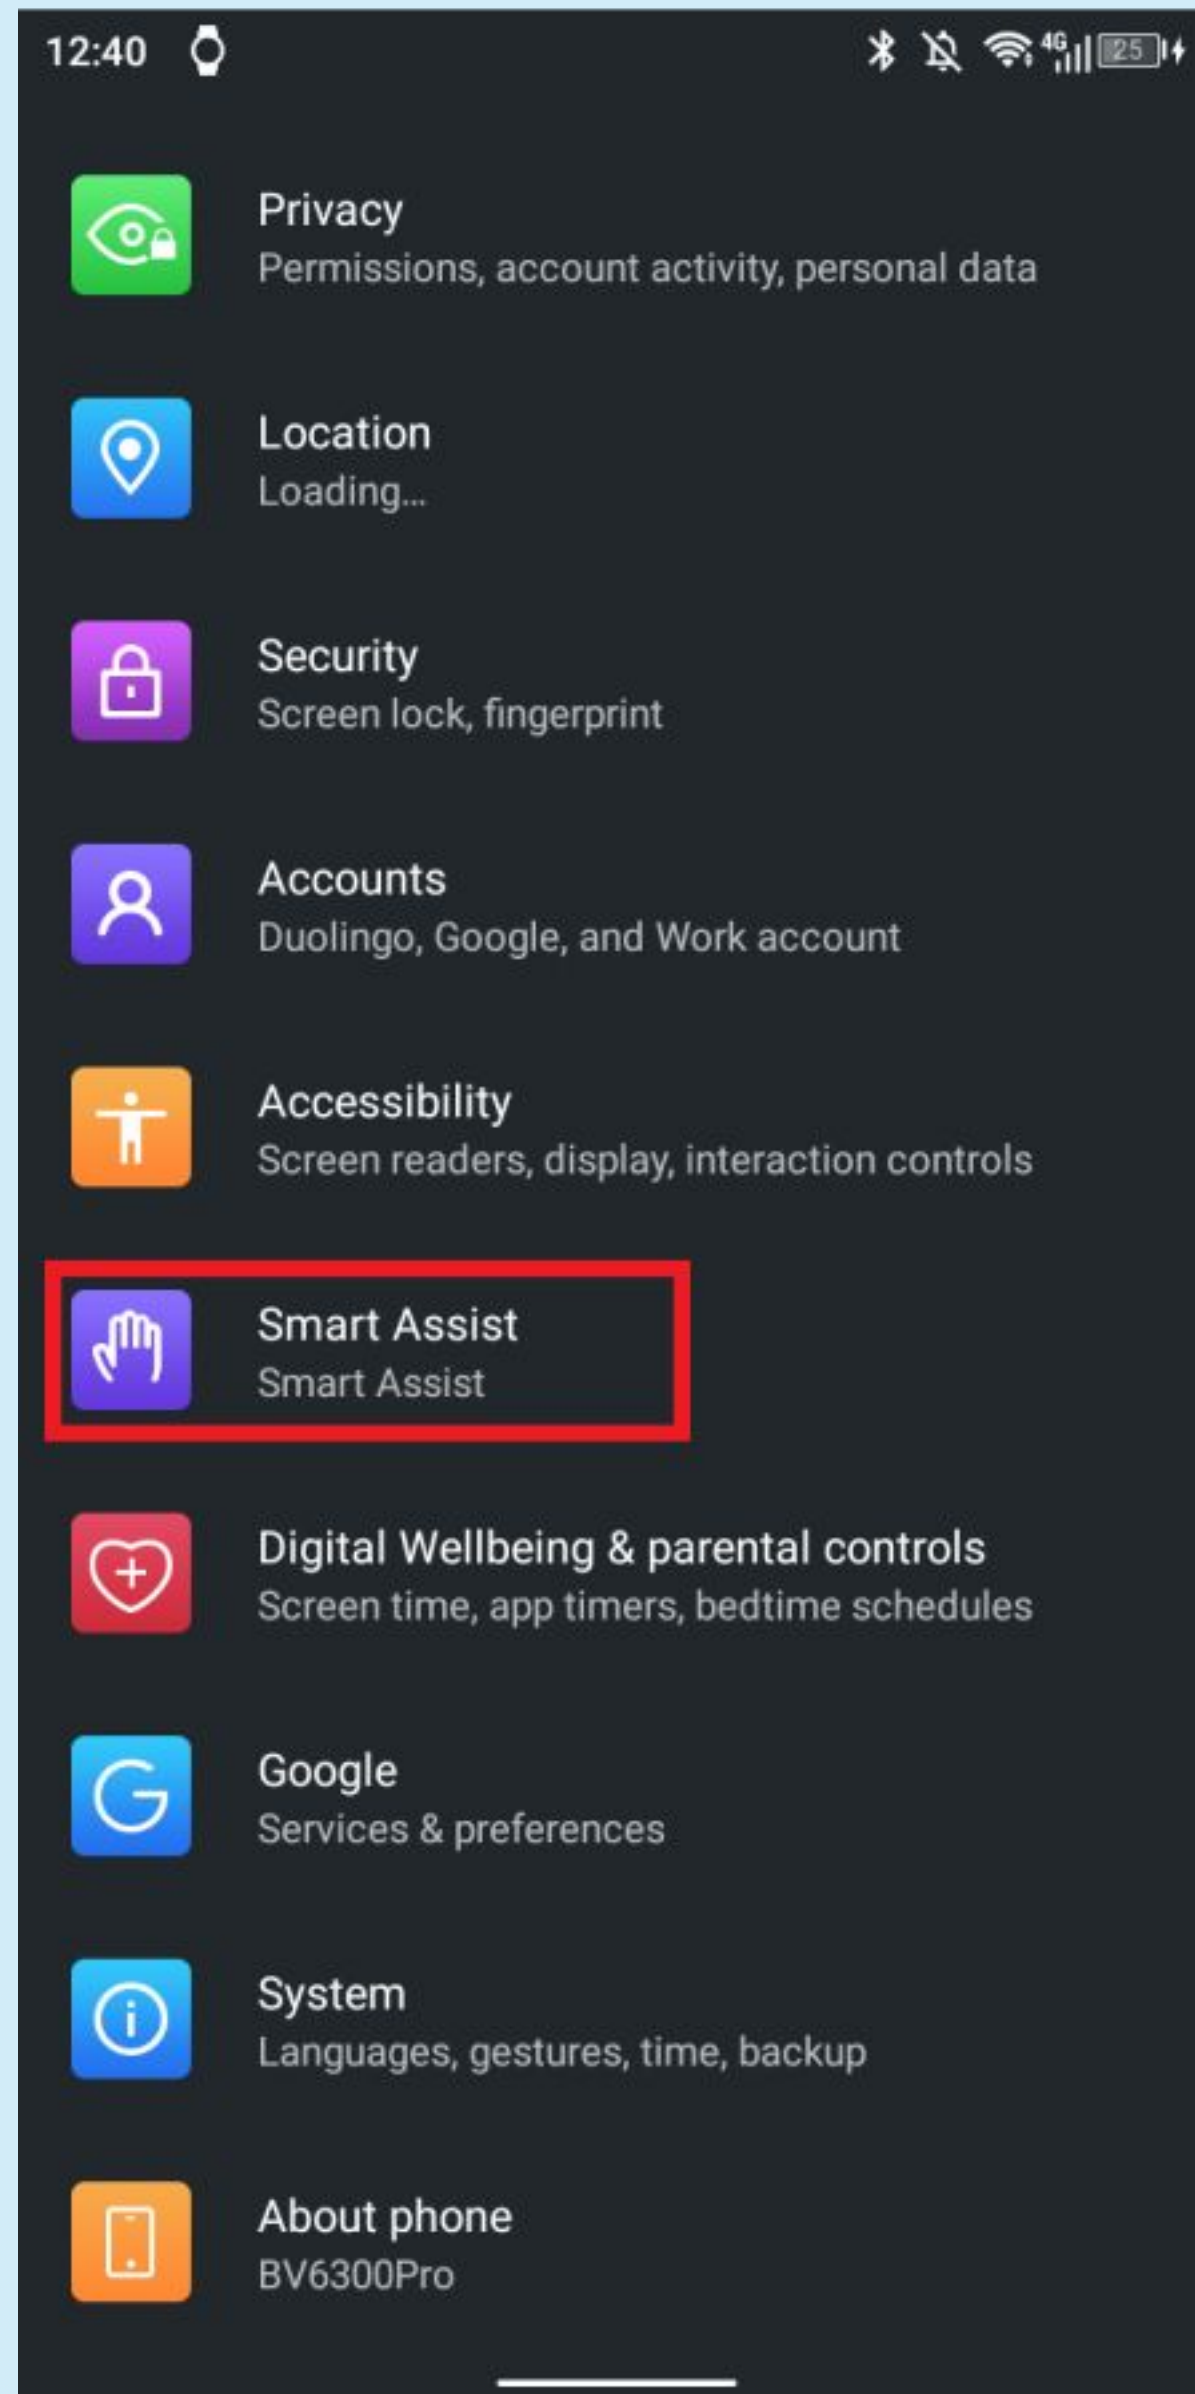 12:40 4G 25
Privacy
Permissions, account activity, personal data
Location
Loading...
Security
Screen lock, fingerprint
Accounts
Duolingo, Google, and Work account
Accessibility
Screen readers, display, interaction controls
Smart Assist
Smart Assist
Digital Wellbeing & parental controls
Screen time, app timers, bedtime schedules
Google
Services & preferences
System
Languages, gestures, time, backup
About phone
BV6300Pro